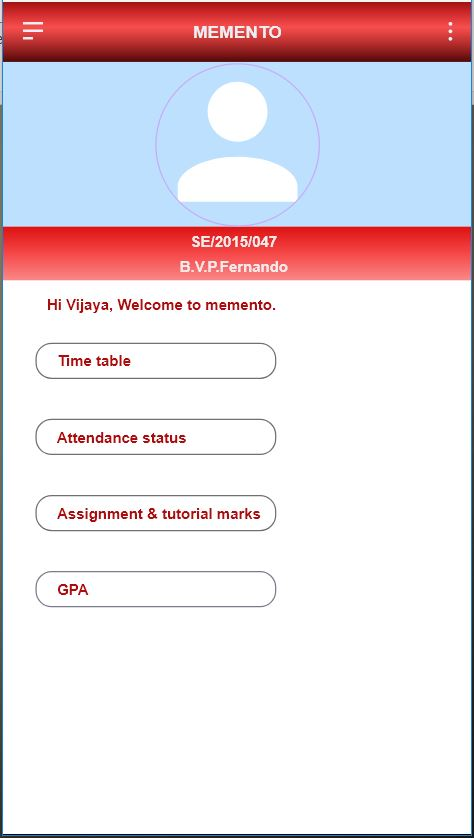 MEMENTO
SE/2015/047
B.V.P.Fernando
Hi Vijaya, Welcome to memento.
Time table
Attendance status
Assignment & tutorial marks
GPA